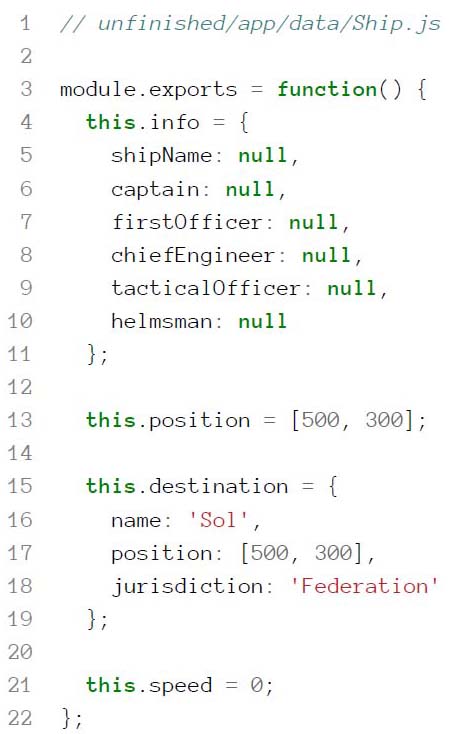 1 // unfinished/app/data/Ship.js
2
3 module.exports = function() {
4   this.info = {
5     shipName: null,
6     captain: null,
7     firstOfficer: null,
8     chiefEngineer: null,
9     tacticalOfficer: null,
10     helmsman: null
11   };
12
13   this.position = [500, 300];
14
15   this.destination = {
16     name: 'Sol',
17     position: [500, 300],
18     jurisdiction: 'Federation'
19   };
20
21   this.speed = 0;
22 };